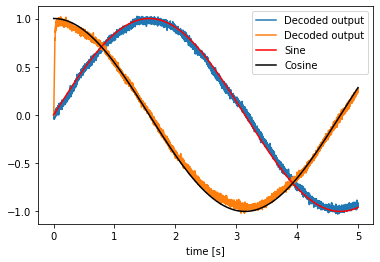 Decoded output
Decoded output
Sine
Cosine
1.0
0.5
0.0
−0.5
−1.0
0 1 2 3 4 5
time [s]